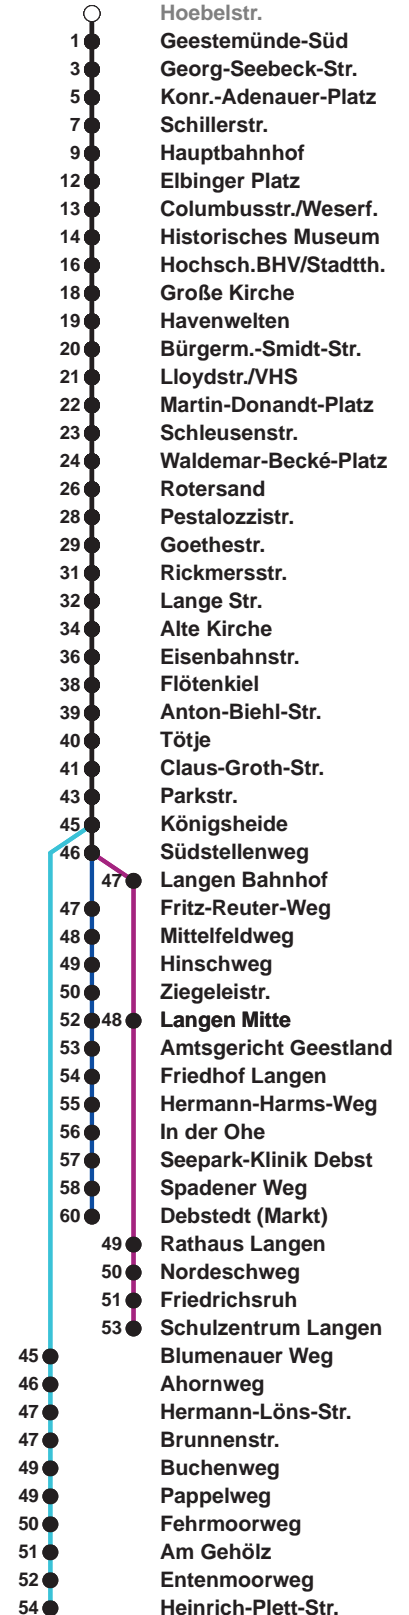 Hoebelstr.
1 Geestemünde-Süd
3 Georg-Seebeck-Str.
5 Konr.-Adenauer-Platz
7 Schillerstr.
9 Hauptbahnhof
12 Elbinger Platz
13 Columbusstr./Weserf.
14 Historisches Museum
16 Hochsch.BHV/Stadtth.
18 Große Kirche
19 Havenwelten
20 Bürgerm.-Smidt-Str.
21 Lloydstr./VHS
22 Martin-Donandt-Platz
23 Schleusenstr.
24 Waldemar-Becké-Platz
26 Rotersand
28 Pestalozzistr.
29 Goethestr.
31 Rickmersstr.
32 Lange Str.
34 Alte Kirche
36 Eisenbahnstr.
38 Flötenkiel
39 Anton-Biehl-Str.
40 Tötje
41 Claus-Groth-Str.
43 Parkstr.
45 Königsheide
46 Südstellenweg
47 Langen Bahnhof
47 Fritz-Reuter-Weg
48 Mittelfeldweg
49 Hinschweg
50 Ziegeleistr.
52 48 Langen Mitte
53 Amtsgericht Geestland
54 Friedhof Langen
55 Hermann-Harms-Weg
56 In der Ohe
57 Seepark-Klinik Debst
58 Spadener Weg
60 Debstedt (Markt)
49 Rathaus Langen
50 Nordeschweg
51 Friedrichsruh
53 Schulzentrum Langen
45 Blumenauer Weg
46 Ahornweg
47 Hermann-Löns-Str.
47 Brunnenstr.
49 Buchenweg
49 Pappelweg
50 Fehrmoorweg
51 Am Gehölz
52 Entenmoorweg
54 Heinrich-Plett-Str.